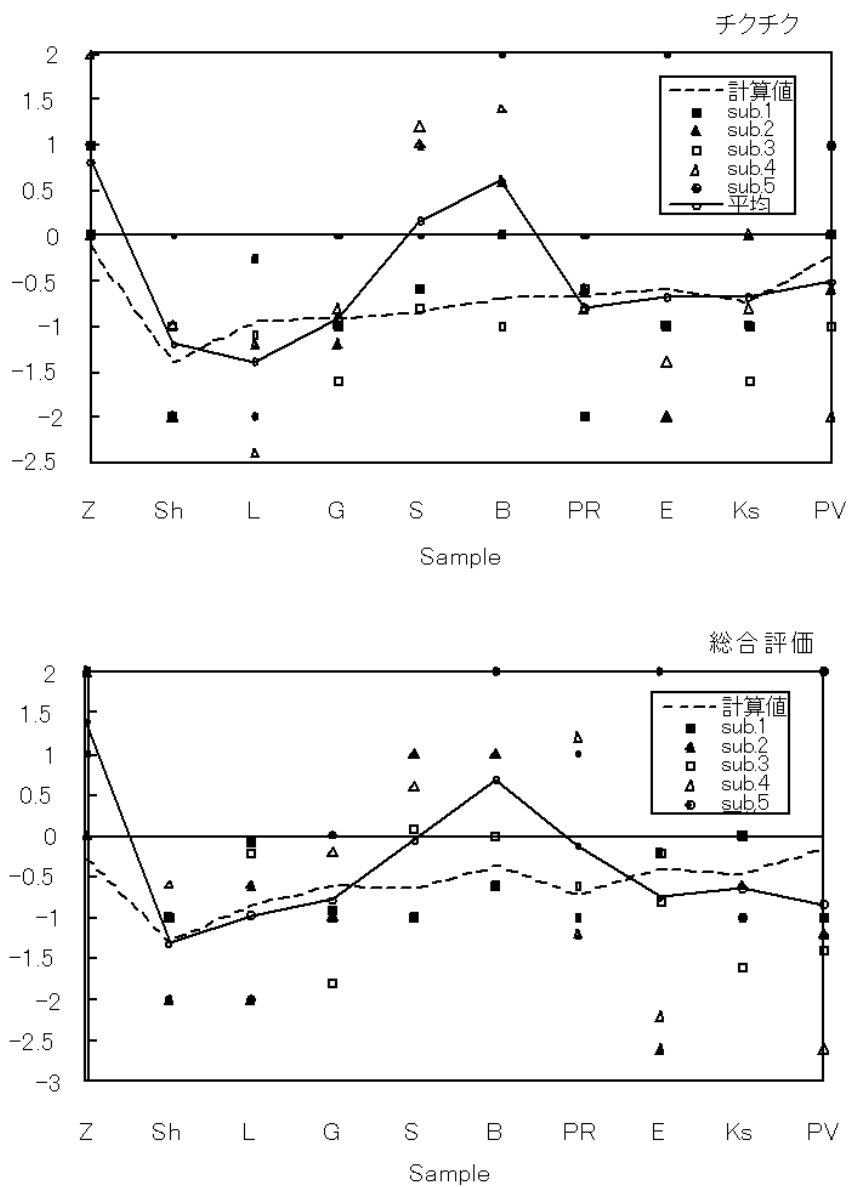 チクチク
2
1.5
1
0.5
0
-0.5
-1
-1.5
-2
-2.5
計算値
sub.1
sub.2
sub.3
sub.4
sub.5
平均
Z Sh L G S B PR E Ks PV
Sample
総合評価
2
1.5
1
0.5
0
-0.5
-1
-1.5
-2
-2.5
-3
計算値
sub.1
sub.2
sub.3
sub.4
sub.5
Z Sh L G S B PR E Ks PV
Sample